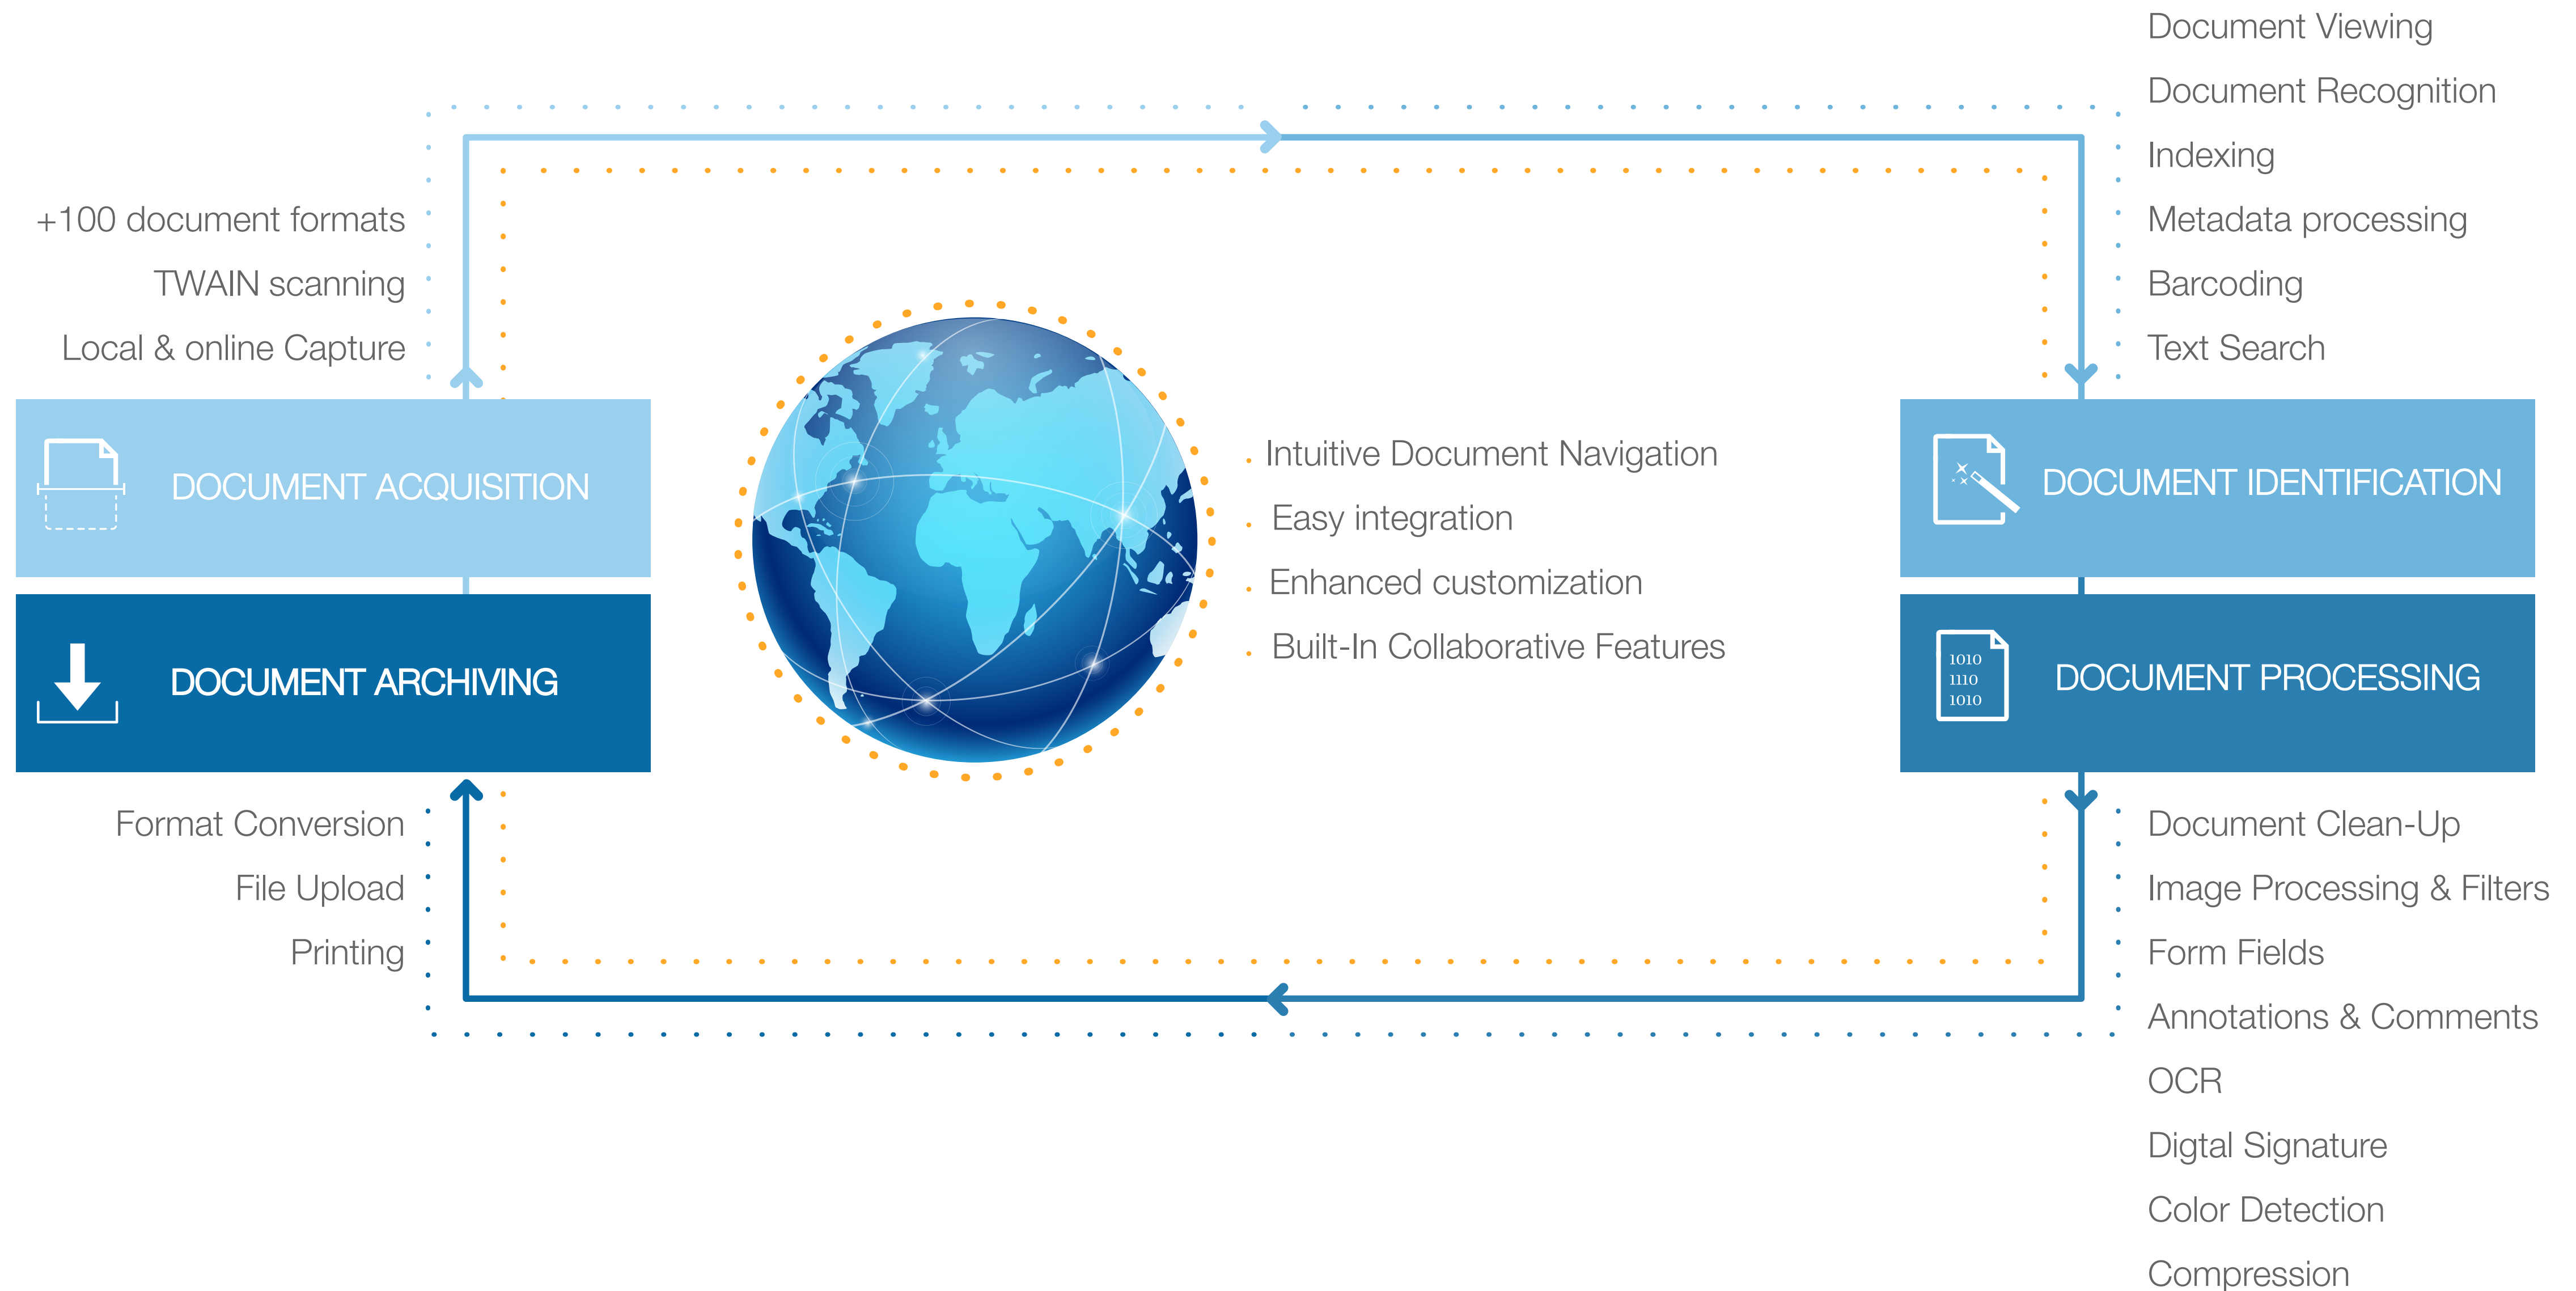 +100 document formats
TWAIN scanning
Local & online Capture
DOCUMENT ACQUISITION
DOCUMENT ARCHIVING
Format Conversion
File Upload
Printing
Intuitive Document Navigation
Easy integration
Enhanced customization
Built-In Collaborative Features
Document Viewing
Document Recognition
Indexing
Metadata processing
Barcoding
Text Search
DOCUMENT IDENTIFICATION
1010
1110
1010
DOCUMENT PROCESSING
Document Clean-Up
Image Processing & Filters
Form Fields
Annotations & Comments
OCR
Digtal Signature
Color Detection
Compression